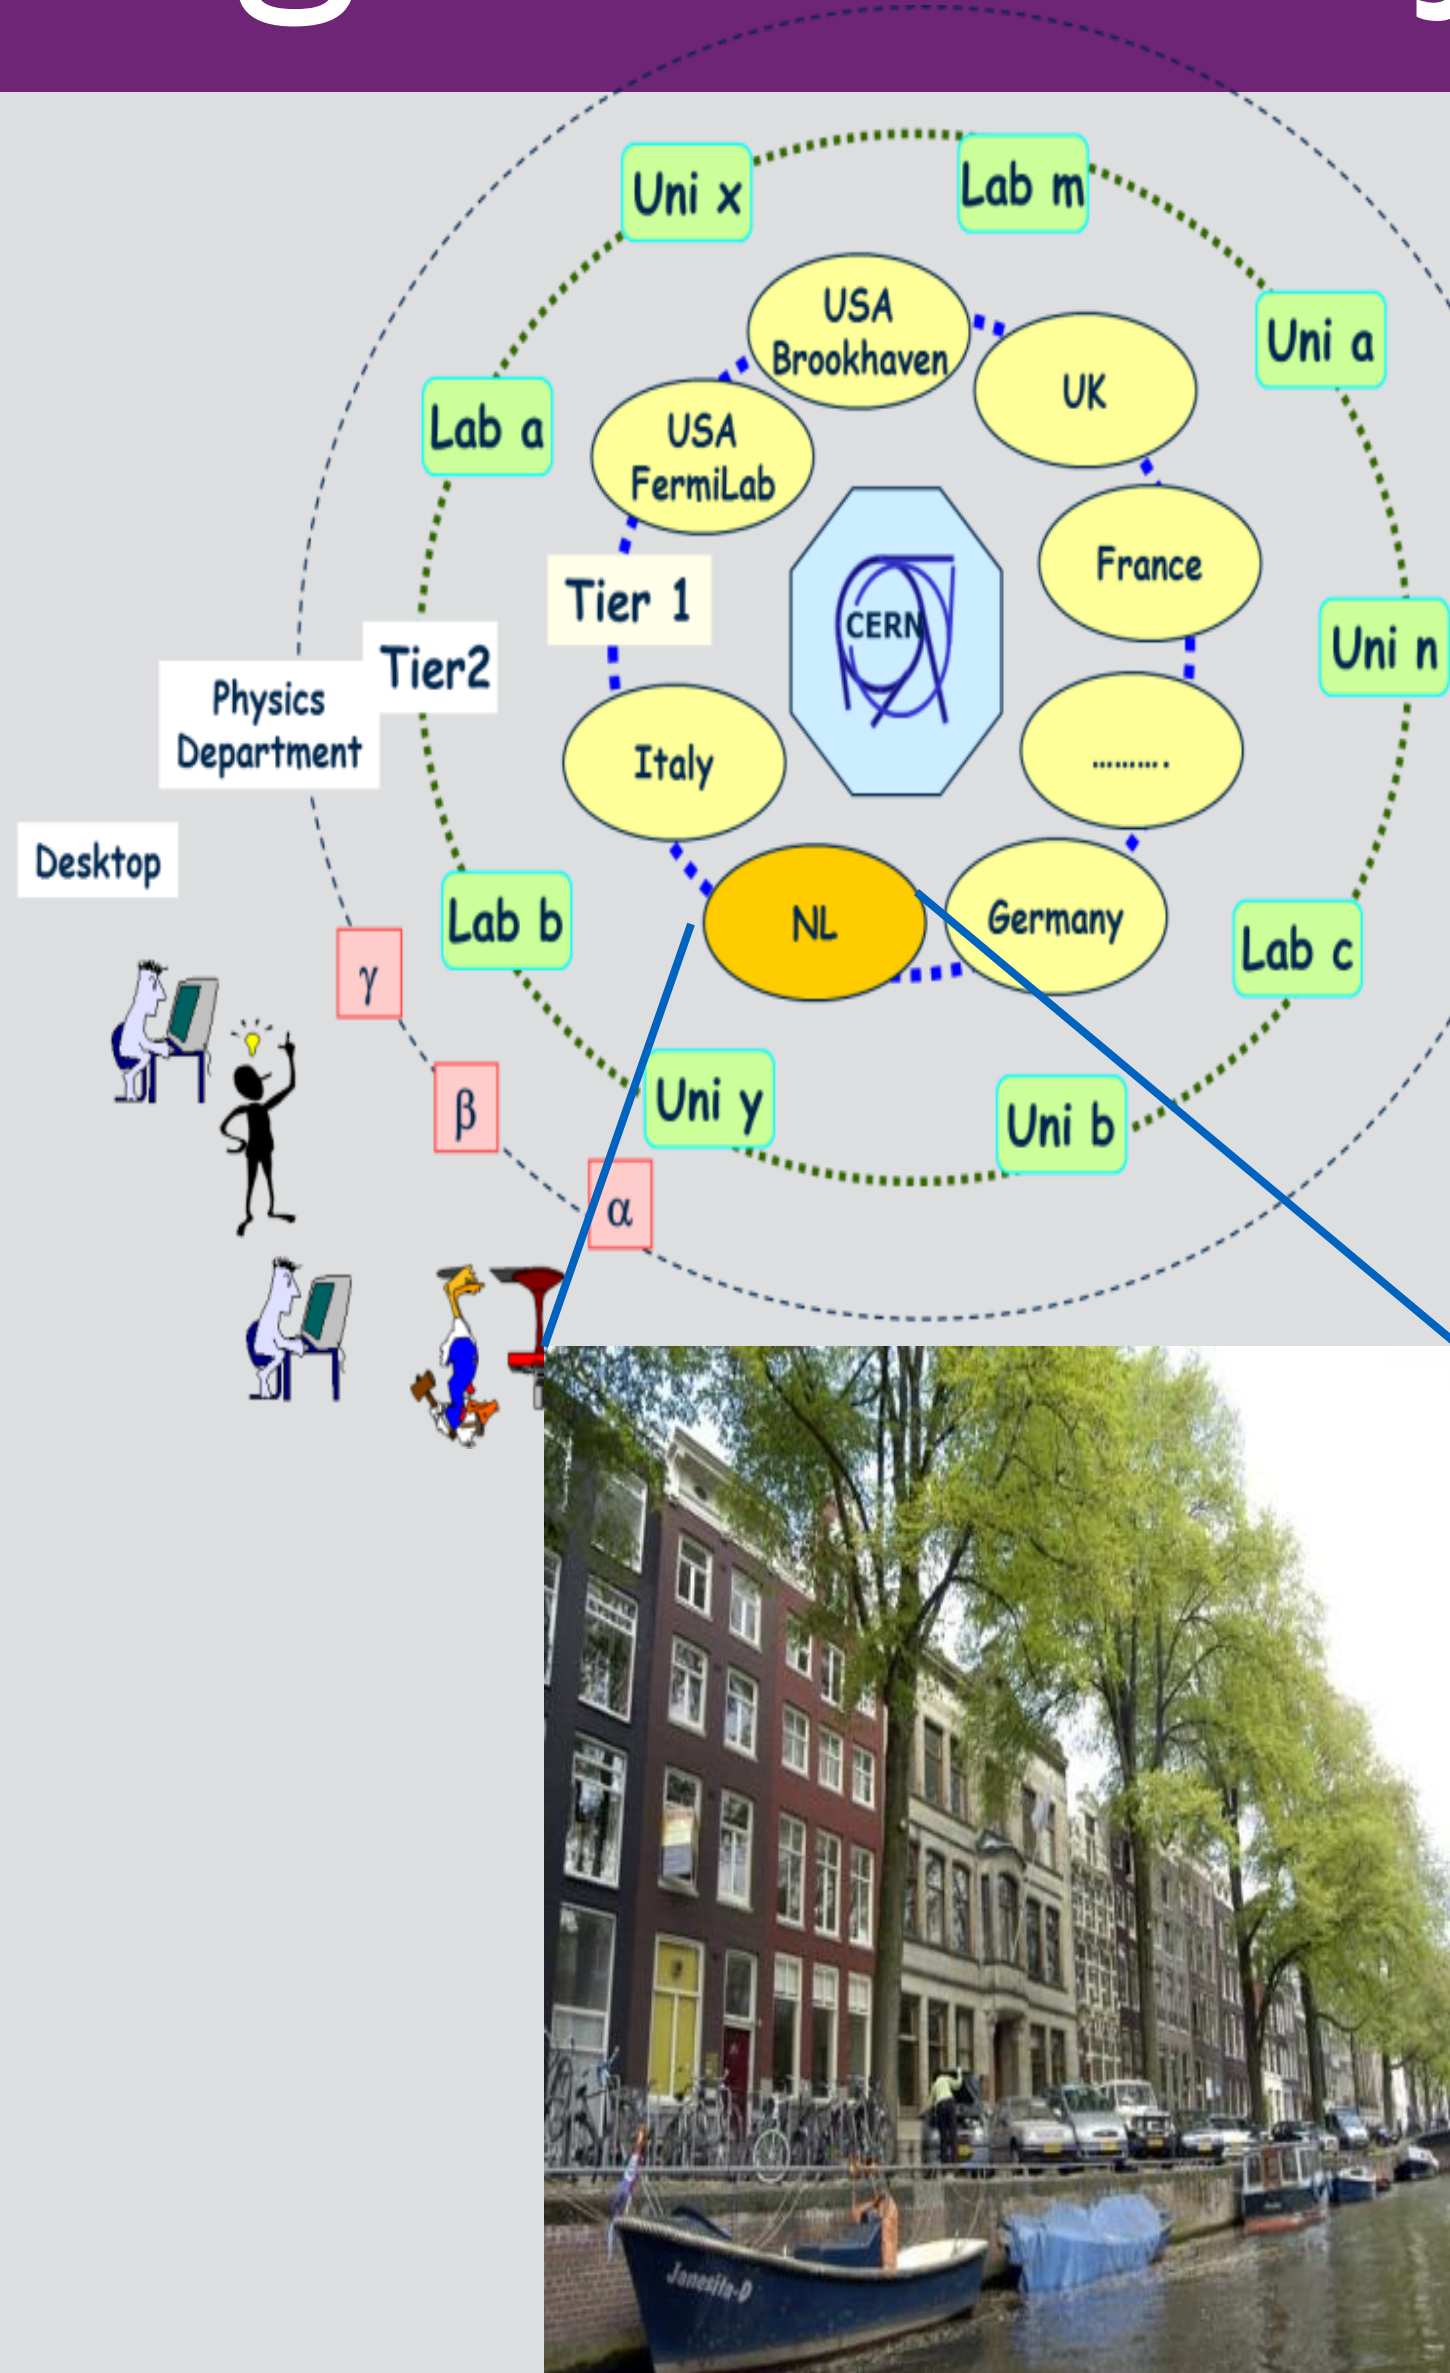 Uni x
Lab m
USA
Brookhaven
Uni a
UK
Lab a
USA
FermiLab
France
Tier 1
CERN
Uni n
Tier2
Physics
Department
Italy
……….
Desktop
Lab b
NL
Germany
Lab c
γ
β
Uni y
Uni b
α